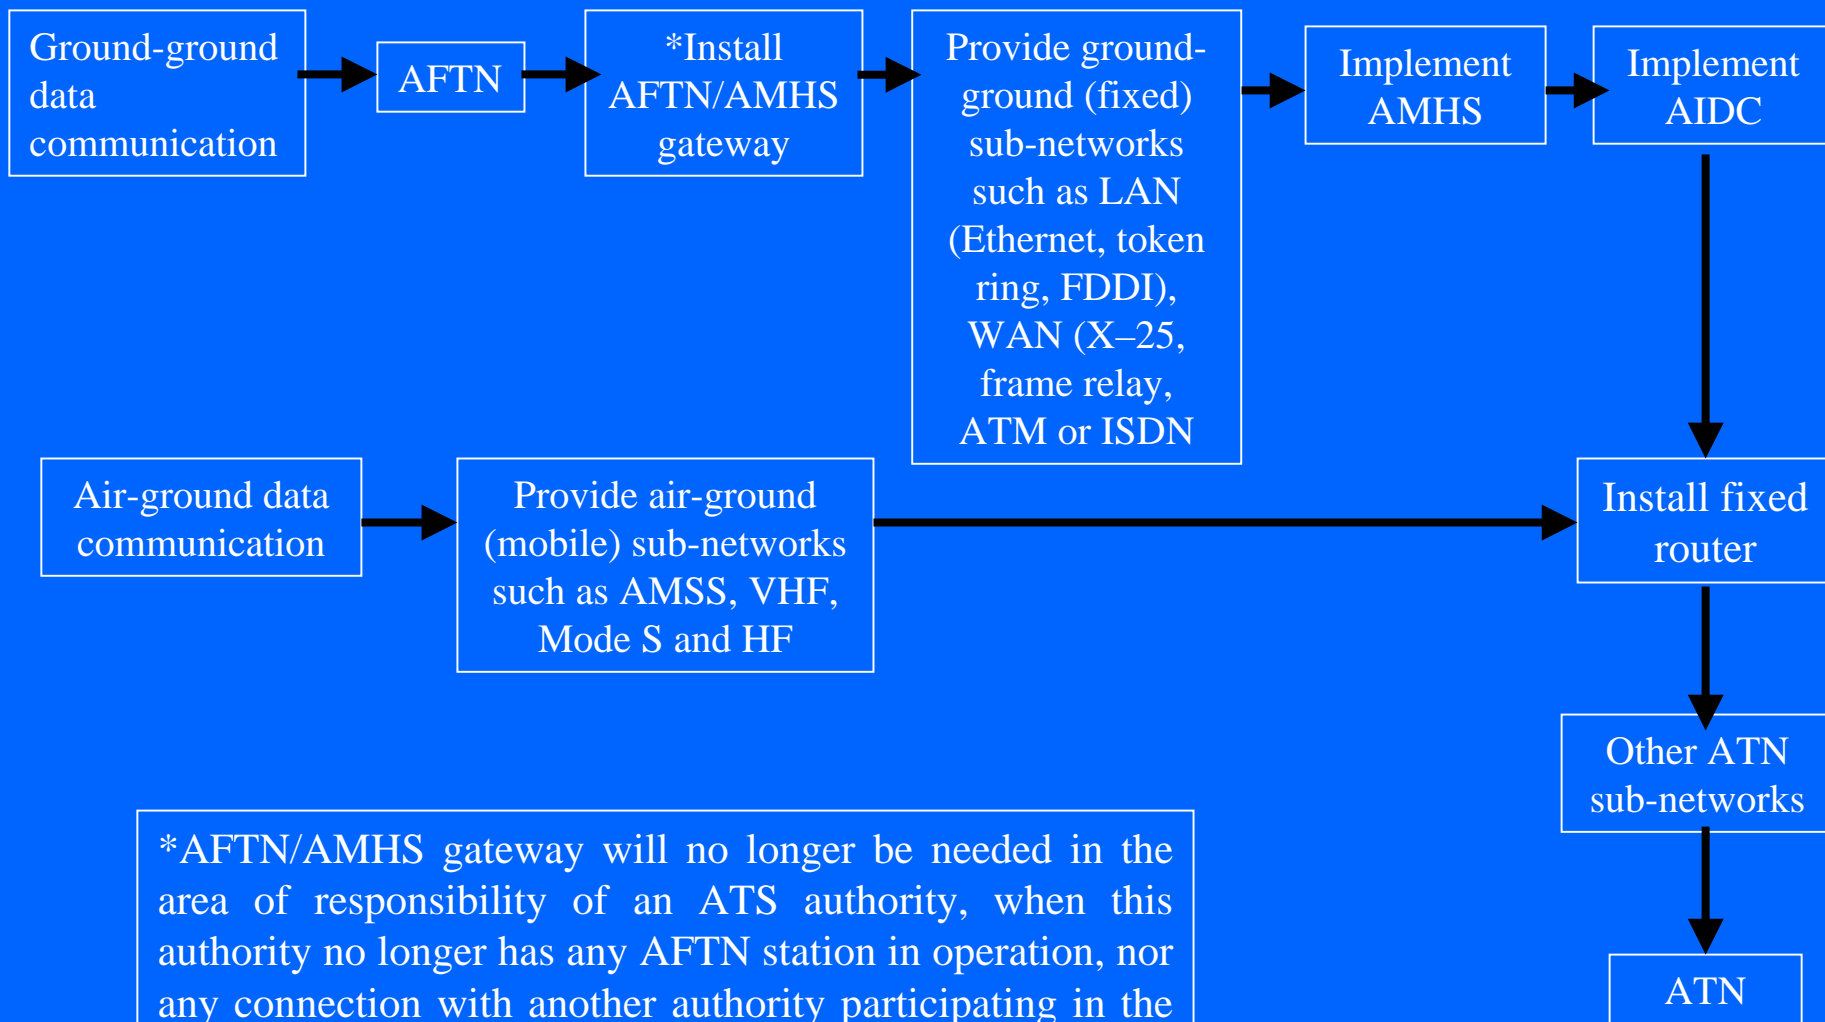 Ground-ground
data
communication
AFTN
*Install
AFTN/AMHS
gateway
Provide ground-
ground (fixed)
sub-networks
such as LAN
(Ethernet, token
ring, FDDI),
WAN (X–25,
frame relay,
ATM or ISDN
Implement
AMHS
Implement
AIDC
Air-ground data
communication
Provide air-ground
(mobile) sub-networks
such as AMSS, VHF,
Mode S and HF
Install fixed
router
Other ATN
sub-networks
ATN
*AFTN/AMHS gateway will no longer be needed in the
area of responsibility of an ATS authority, when this
authority no longer has any AFTN station in operation, nor
any connection with another authority participating in the